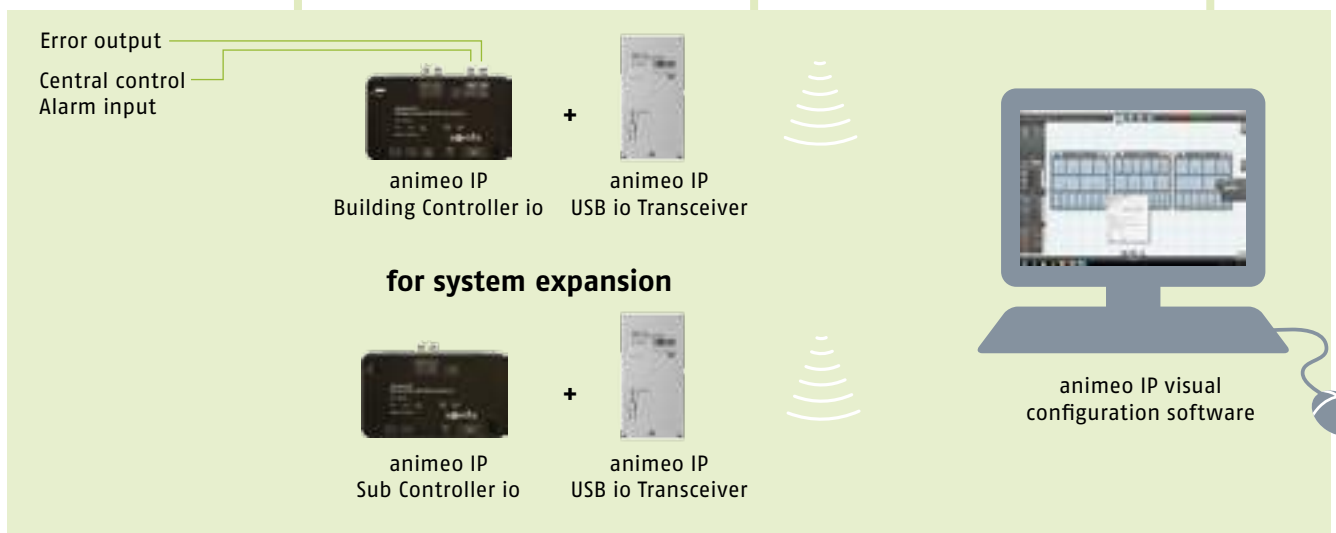 Error output
Central control
Alarm input
+
animeo IP
Building Controller io
animeo IP
USB io Transceiver
for system expansion
+
animeo IP
Sub Controller io
animeo IP
USB io Transceiver
animeo IP visual
configuration software